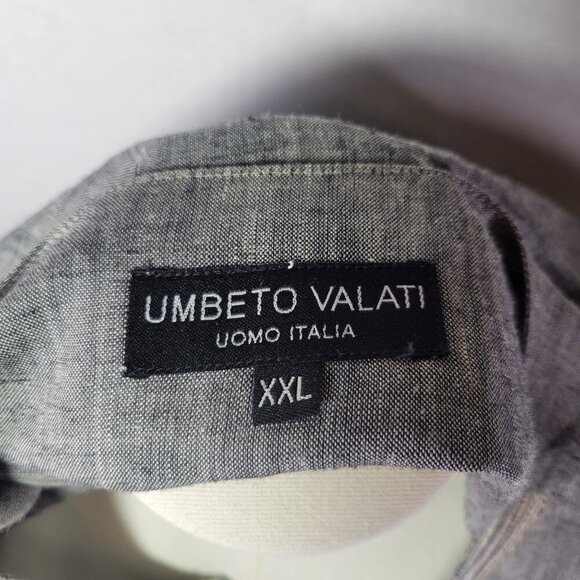 UMBETO VALATI
UOMO ITALIA
XXL